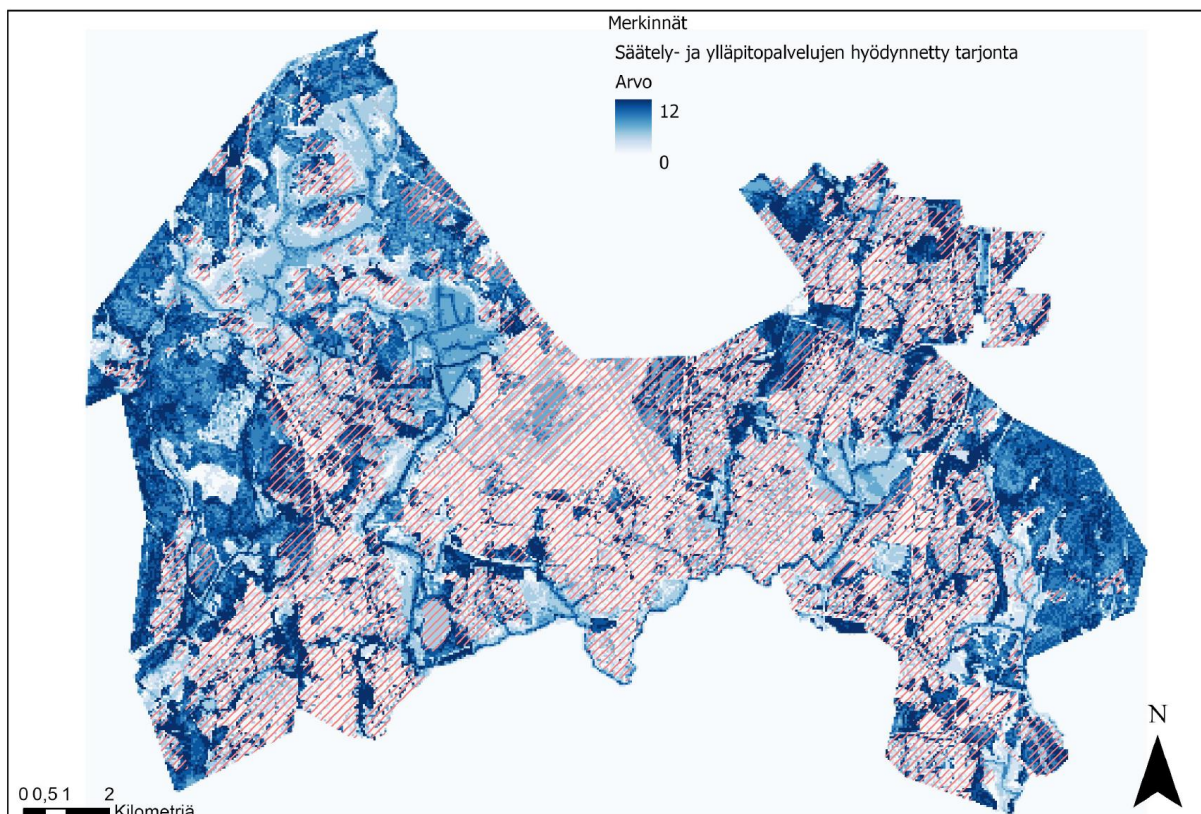 Merkinnät
Säätely- ja ylläpitopalvelujen hyödynnetty tarjonta
Arvo
12
0
N
0 0,5 1 2
Kilometriä